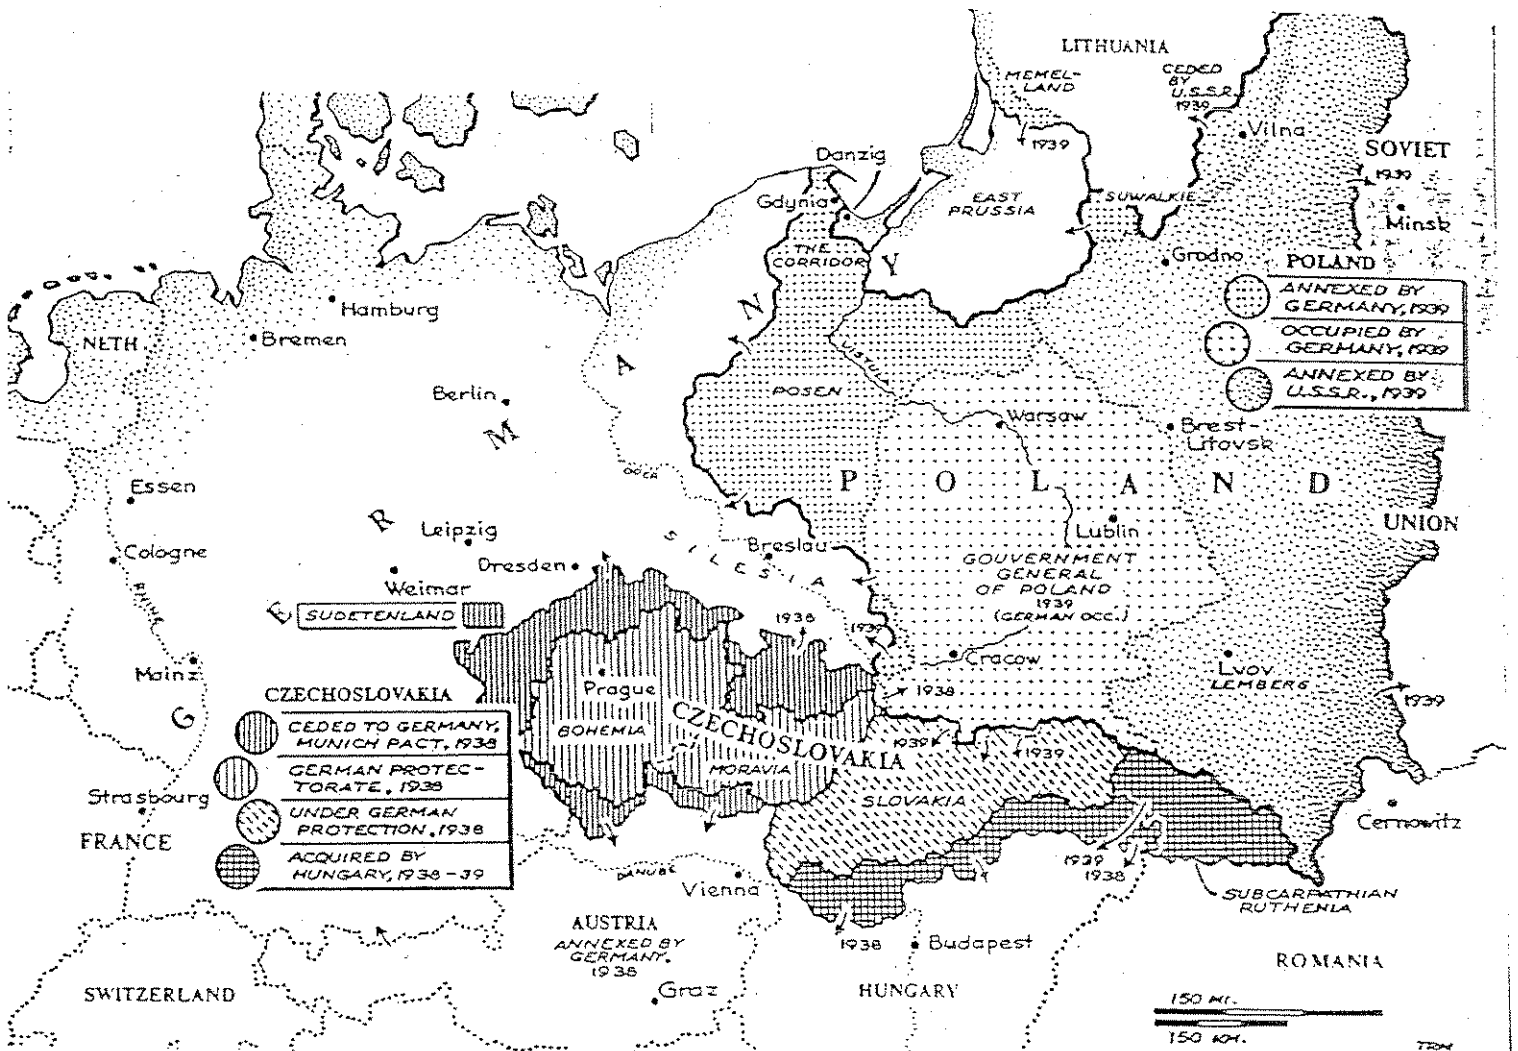 LITHUANIA
MEMEL-
LAND
CEDED
BY
U.S.S.R.
1939
Vilna
SOVIET
1939
Minsk
1939
Danzig
Gdynia
EAST
PRUSSIA
SUWALKIE
Grodno
THE
CORRIDOR
POLAND
ANNEXED BY
GERMANY, 1939
OCCUPIED BY
GERMANY, 1939
ANNEXED BY
U.S.S.R., 1939
Hamburg
Bremen
NETH.
Berlin
G E R M A N Y
VISTULA
POSEN
Warsaw
Brest-
Litovsk
P O L A N D
ODER
Essen
Cologne
RHINE
Leipzig
Dresden
Weimar
SILESIA
Breslau
Lublin
UNION
GOUVERNMENT
GENERAL
OF POLAND
1939
(GERMAN OCC.)
SUDETENLAND
1938
1939
Cracow
Lvov
LEMBERG
Mainz
Prague
1938
1939
CZECHOSLOVAKIA
CEDED TO GERMANY,
MUNICH PACT, 1938
GERMAN PROTEC-
TORATE, 1938
UNDER GERMAN
PROTECTION, 1938
ACQUIRED BY
HUNGARY, 1938-39
BOHEMIA
CZECHOSLOVAKIA
MORAVIA
1939
1939
SLOVAKIA
Strasbourg
FRANCE
Cernowitz
DANUBE
Vienna
1939
1938
SUBCARPATHIAN
RUTHENIA
AUSTRIA
ANNEXED BY
GERMANY,
1938
1938
Budapest
ROMANIA
SWITZERLAND
Graz
HUNGARY
150 MI.
150 KM.
TRM